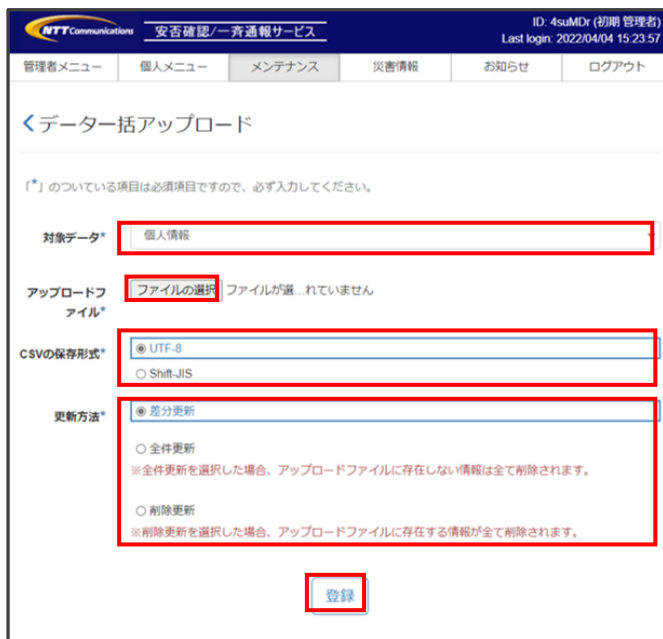 NTT Communications 安否確認/一斉通報サービス
ID: 4suMDr (初期 管理者)
Last login: 2022/04/04 15:23:57
管理者メニュー 個人メニュー メンテナンス 災害情報 お知らせ ログアウト
データ一括アップロード
「*」のついている項目は必須項目ですので、必ず入力してください。
対象データ* 個人情報
アップロードファイル* ファイルの選択 ファイルが選...れていません
CSVの保存形式* UTF-8
Shift-JIS
更新方法* 差分更新
全件更新
※全件更新を選択した場合、アップロードファイルに存在しない情報は全て削除されます。
削除更新
※削除更新を選択した場合、アップロードファイルに存在する情報が全て削除されます。
登録